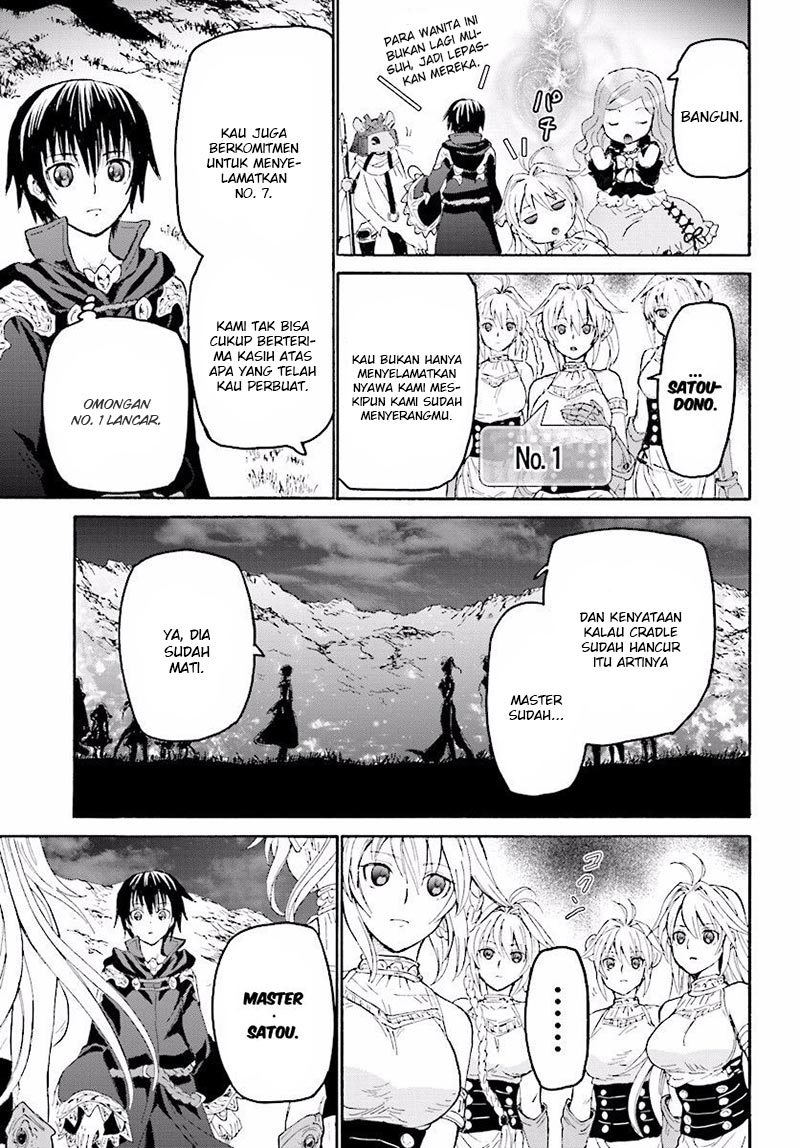 PARA WANITA INI
BUKAN LAGI MU-
SUH, JADI LEPAS-
KAN MEREKA.
BANGUN.
パチ
...
SATOU-
DONO.
No. 1
KAU BUKAN HANYA
MENYELAMATKAN
NYAWA KAMI MES-
KIPUN KAMI SUDAH
MENYERANGMU.
KAU JUGA
BERKOMITMEN
UNTUK MENYE-
LAMATKAN
NO. 7.
KAMI TAK BISA
CUKUP BERTERI-
MA KASIH ATAS
APA YANG TELAH
KAU PERBUAT.
OMONGAN
NO. 1 LANCAR.
DAN KENYATAAN
KALAU CRADLE
SUDAH HANCUR
ITU ARTINYA
MASTER
SUDAH...
YA, DIA
SUDAH
MATI.
コクン
......
MASTER
.
SATOU.